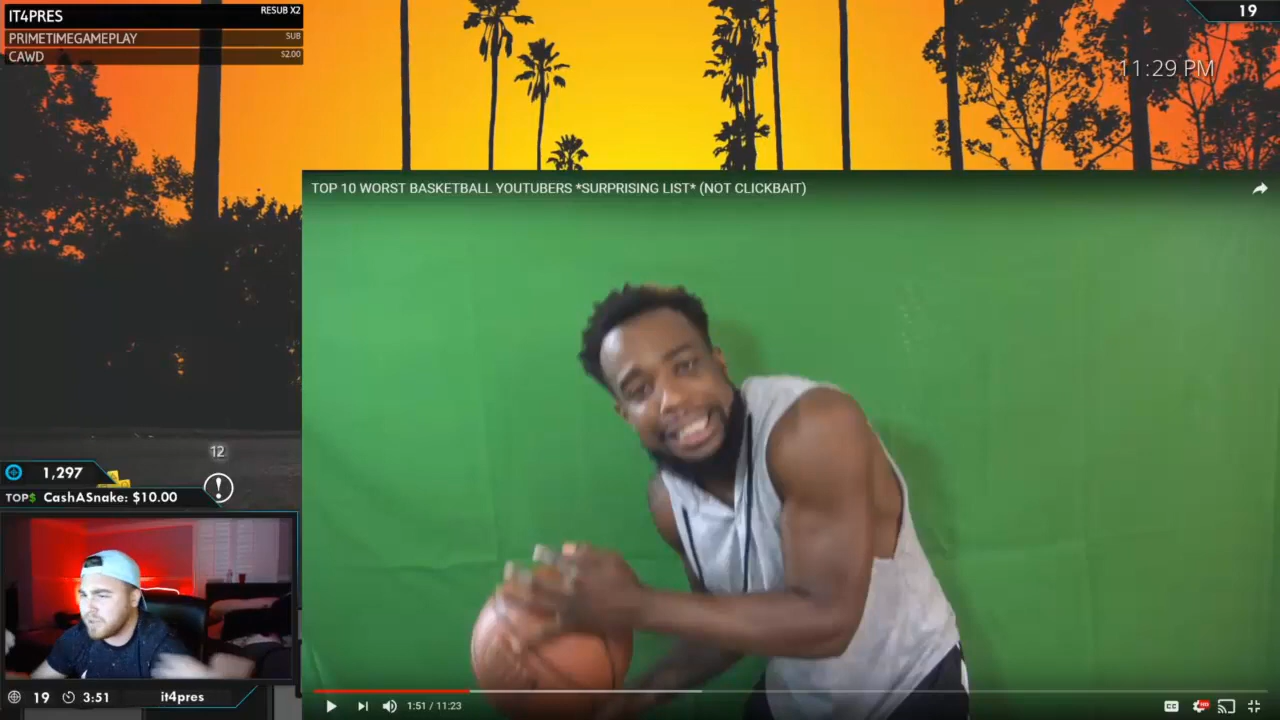 IT4PRES RESUB X2
PRIMETIMEGAMEPLAY SUB
CAWD $2.00
19
11:29 PM
TOP 10 WORST BASKETBALL YOUTUBERS *SURPRISING LIST* (NOT CLICKBAIT)
12
1,297
!
TOP$ CashASnake: $10.00
19 3:51 it4pres
1:51 / 11:23
CC
HD